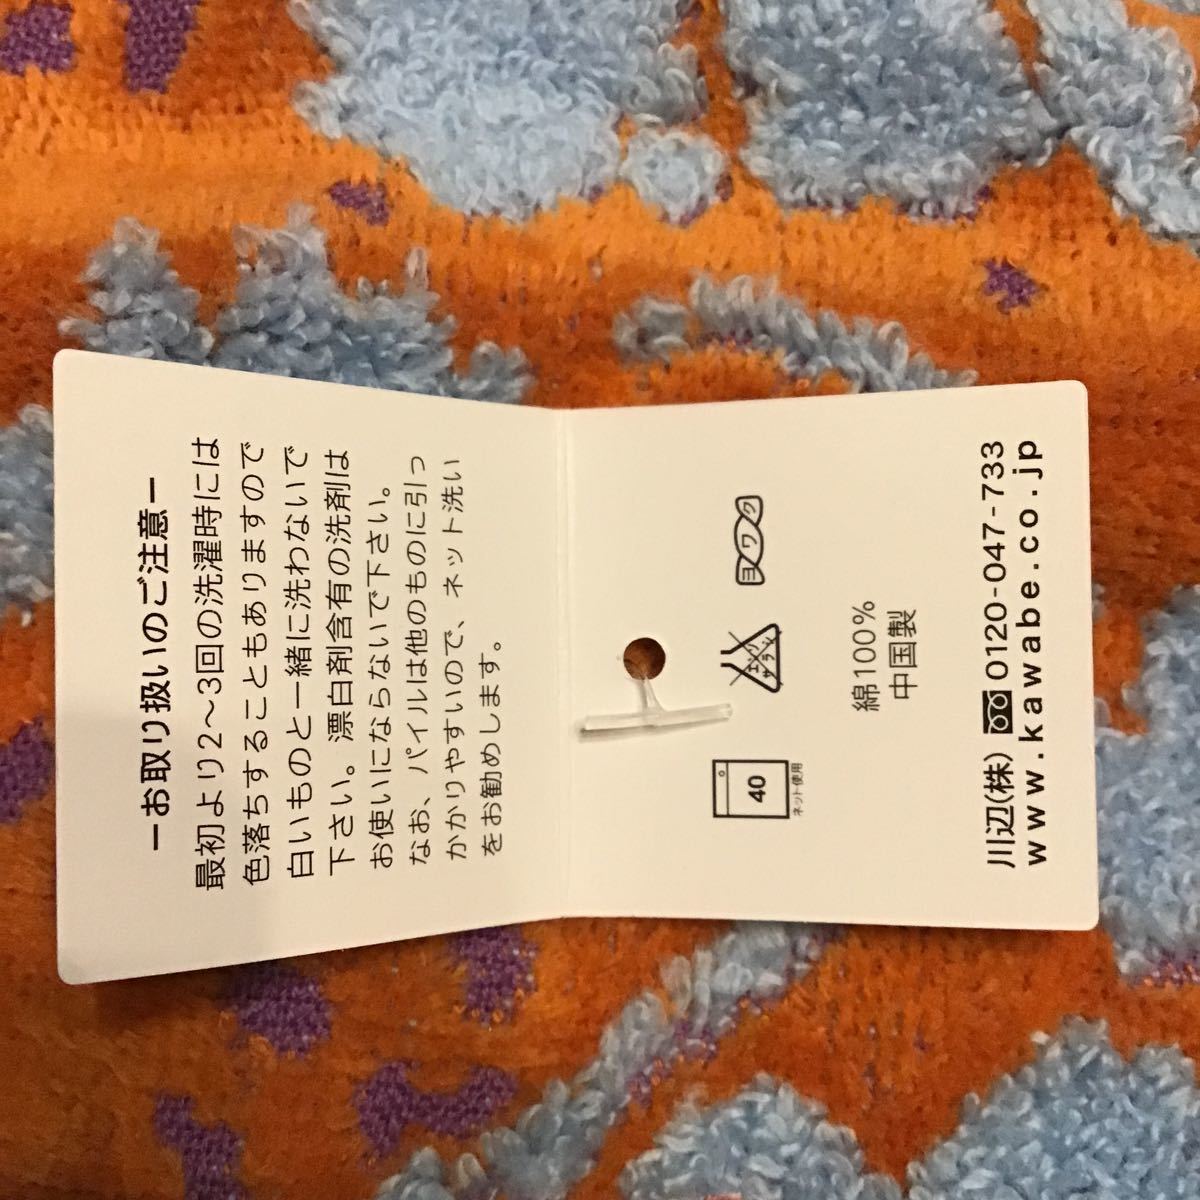 ーお取り扱いのご注意ー
最初より2〜3回の洗濯時には
色落ちすることもありますので
白いものと一緒に洗わないで
下さい。漂白剤含有の洗剤は
お使いにならないで下さい。
なお、パイルは他のものに引っ
かかりやすいので、ネット洗い
をお勧めします。
40
ネット使用
エンソ
サラシ
ヨワク
綿100%
中国製
川辺(株) 0120-047-733
www.kawabe.co.jp